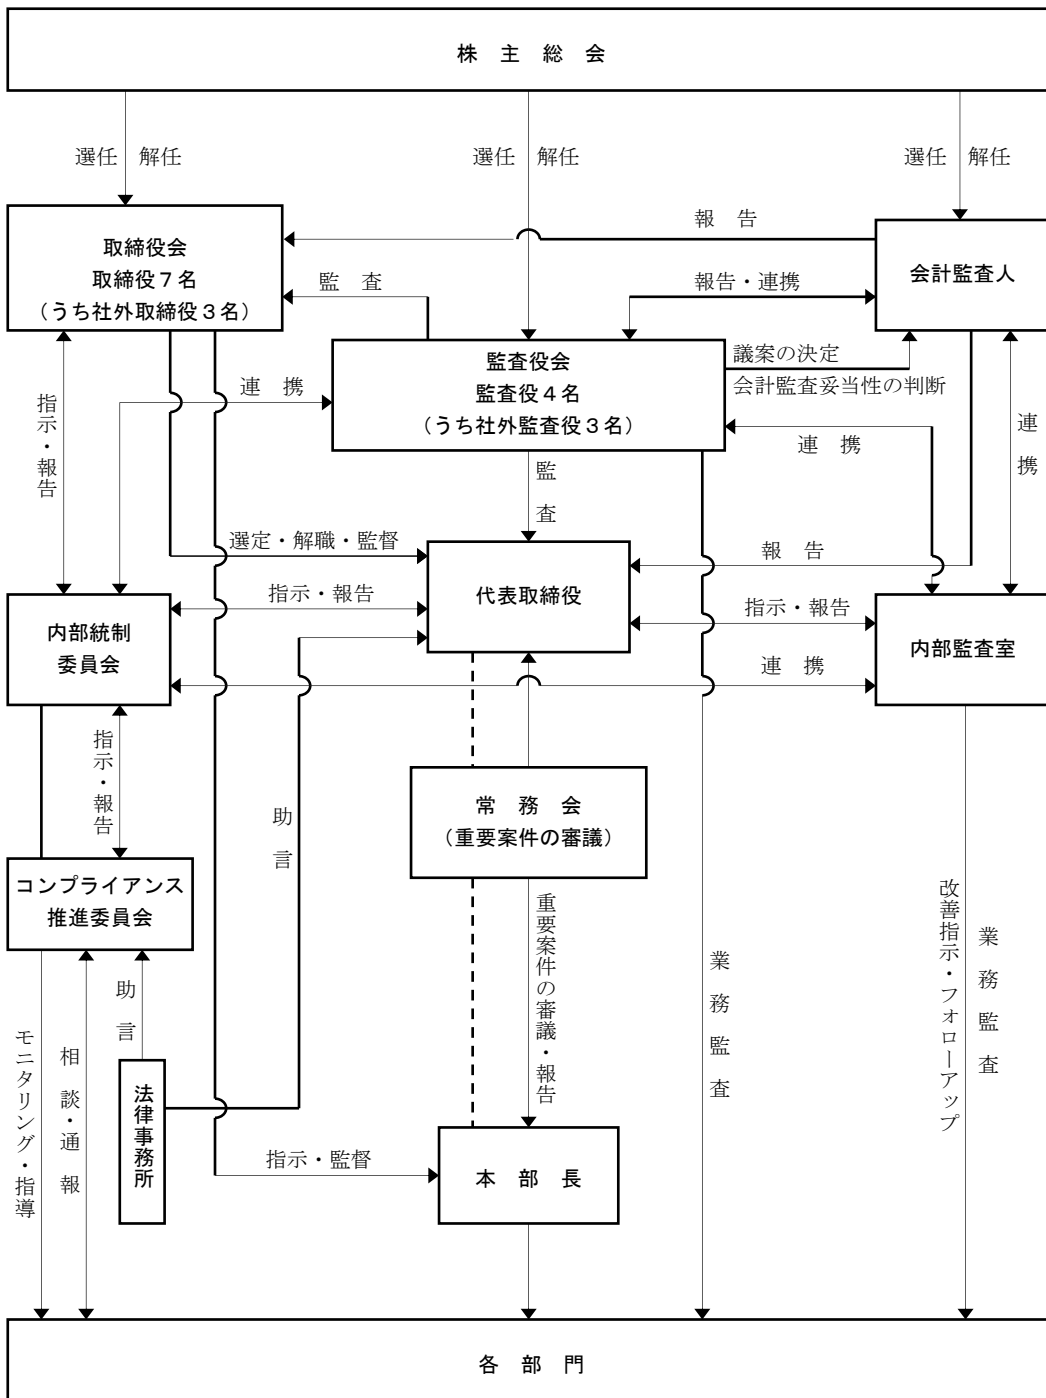 株　主　総　会
選任　解任
選任　解任
選任　解任
取締役会
取締役７名
（うち社外取締役３名）
報　告
会計監査人
監　査
報告・連携
監査役会
監査役４名
（うち社外監査役３名）
議案の決定
会計監査妥当性の判断
連　携
指示・報告
連　携
連　携
監　査
選定・解職・監督
報　告
代表取締役
指示・報告
指示・報告
内部統制
委員会
内部監査室
連　携
指示・報告
常　務　会
（重要案件の審議）
助　言
コンプライアンス
推進委員会
重要案件の審議・報告
業　務　監　査
改善指示・フォローアップ
業　務　監　査
助　言
モニタリング・指導
相　談・通　報
法律事務所
指示・監督
本　部　長
各　部　門